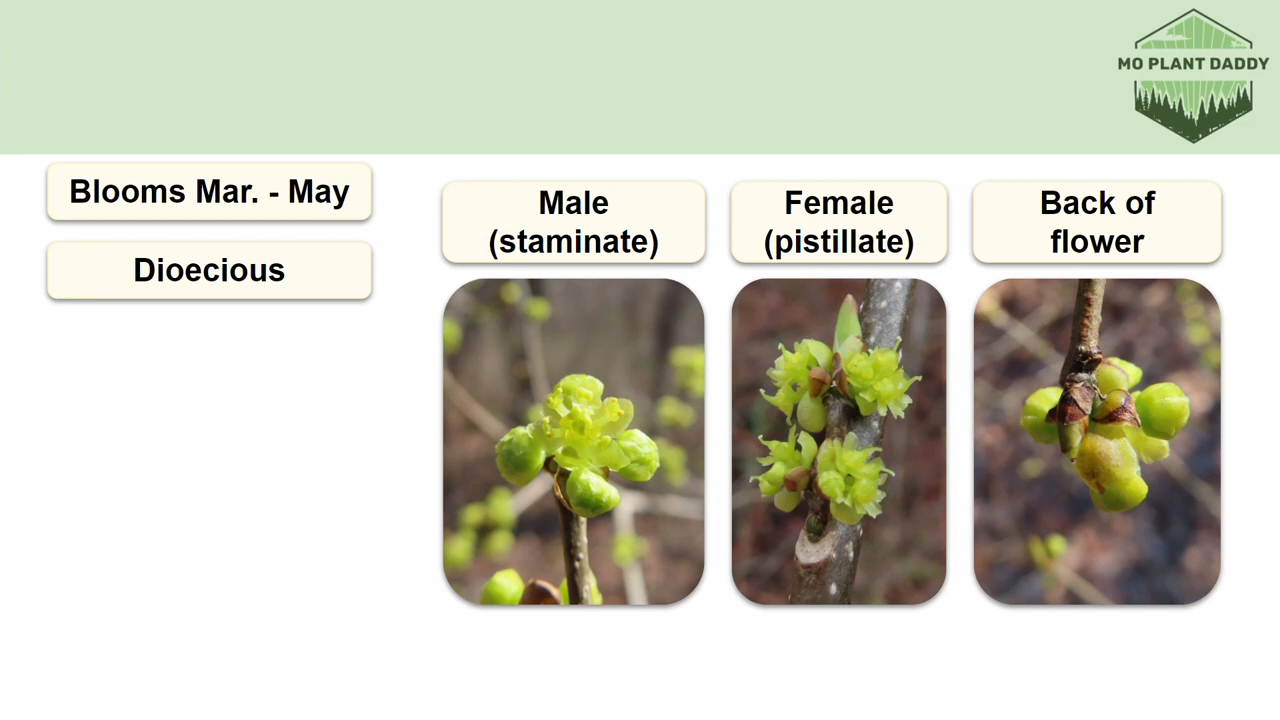 MO PLANT DADDY
Blooms Mar. - May
Dioecious
Male
(staminate)
Female
(pistillate)
Back of
flower